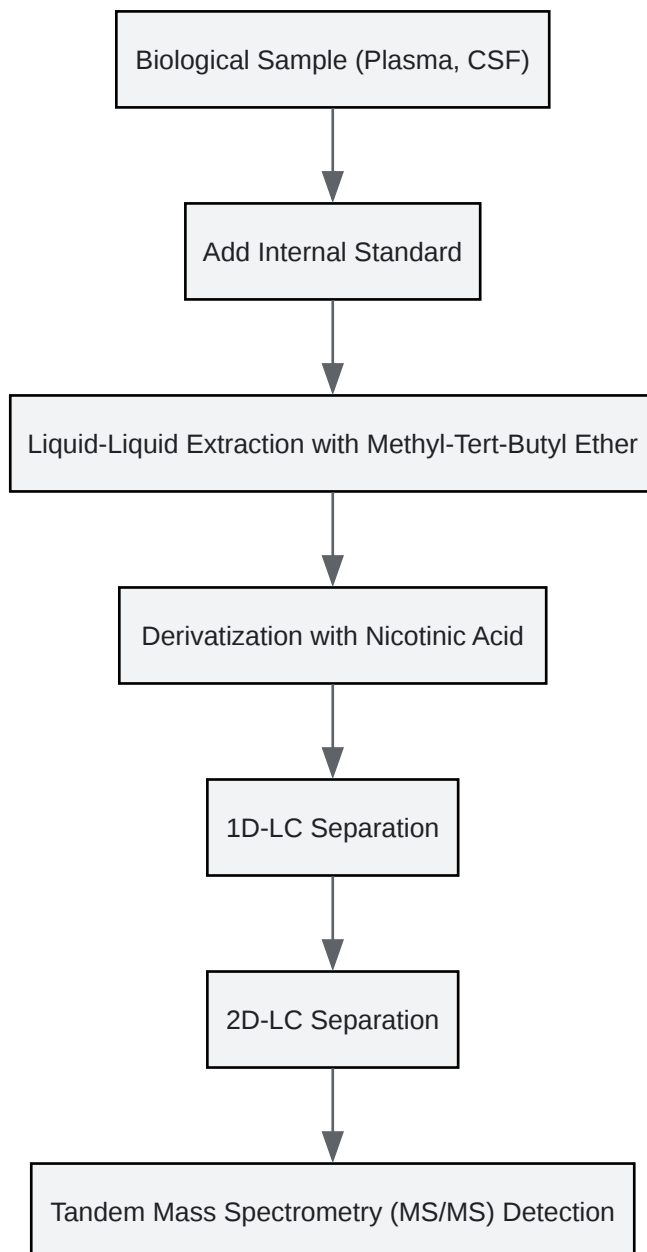 Biological Sample (Plasma, CSF)
Add Internal Standard
Liquid-Liquid Extraction with Methyl-Tert-Butyl Ether
Derivatization with Nicotinic Acid
1D-LC Separation
2D-LC Separation
Tandem Mass Spectrometry (MS/MS) Detection